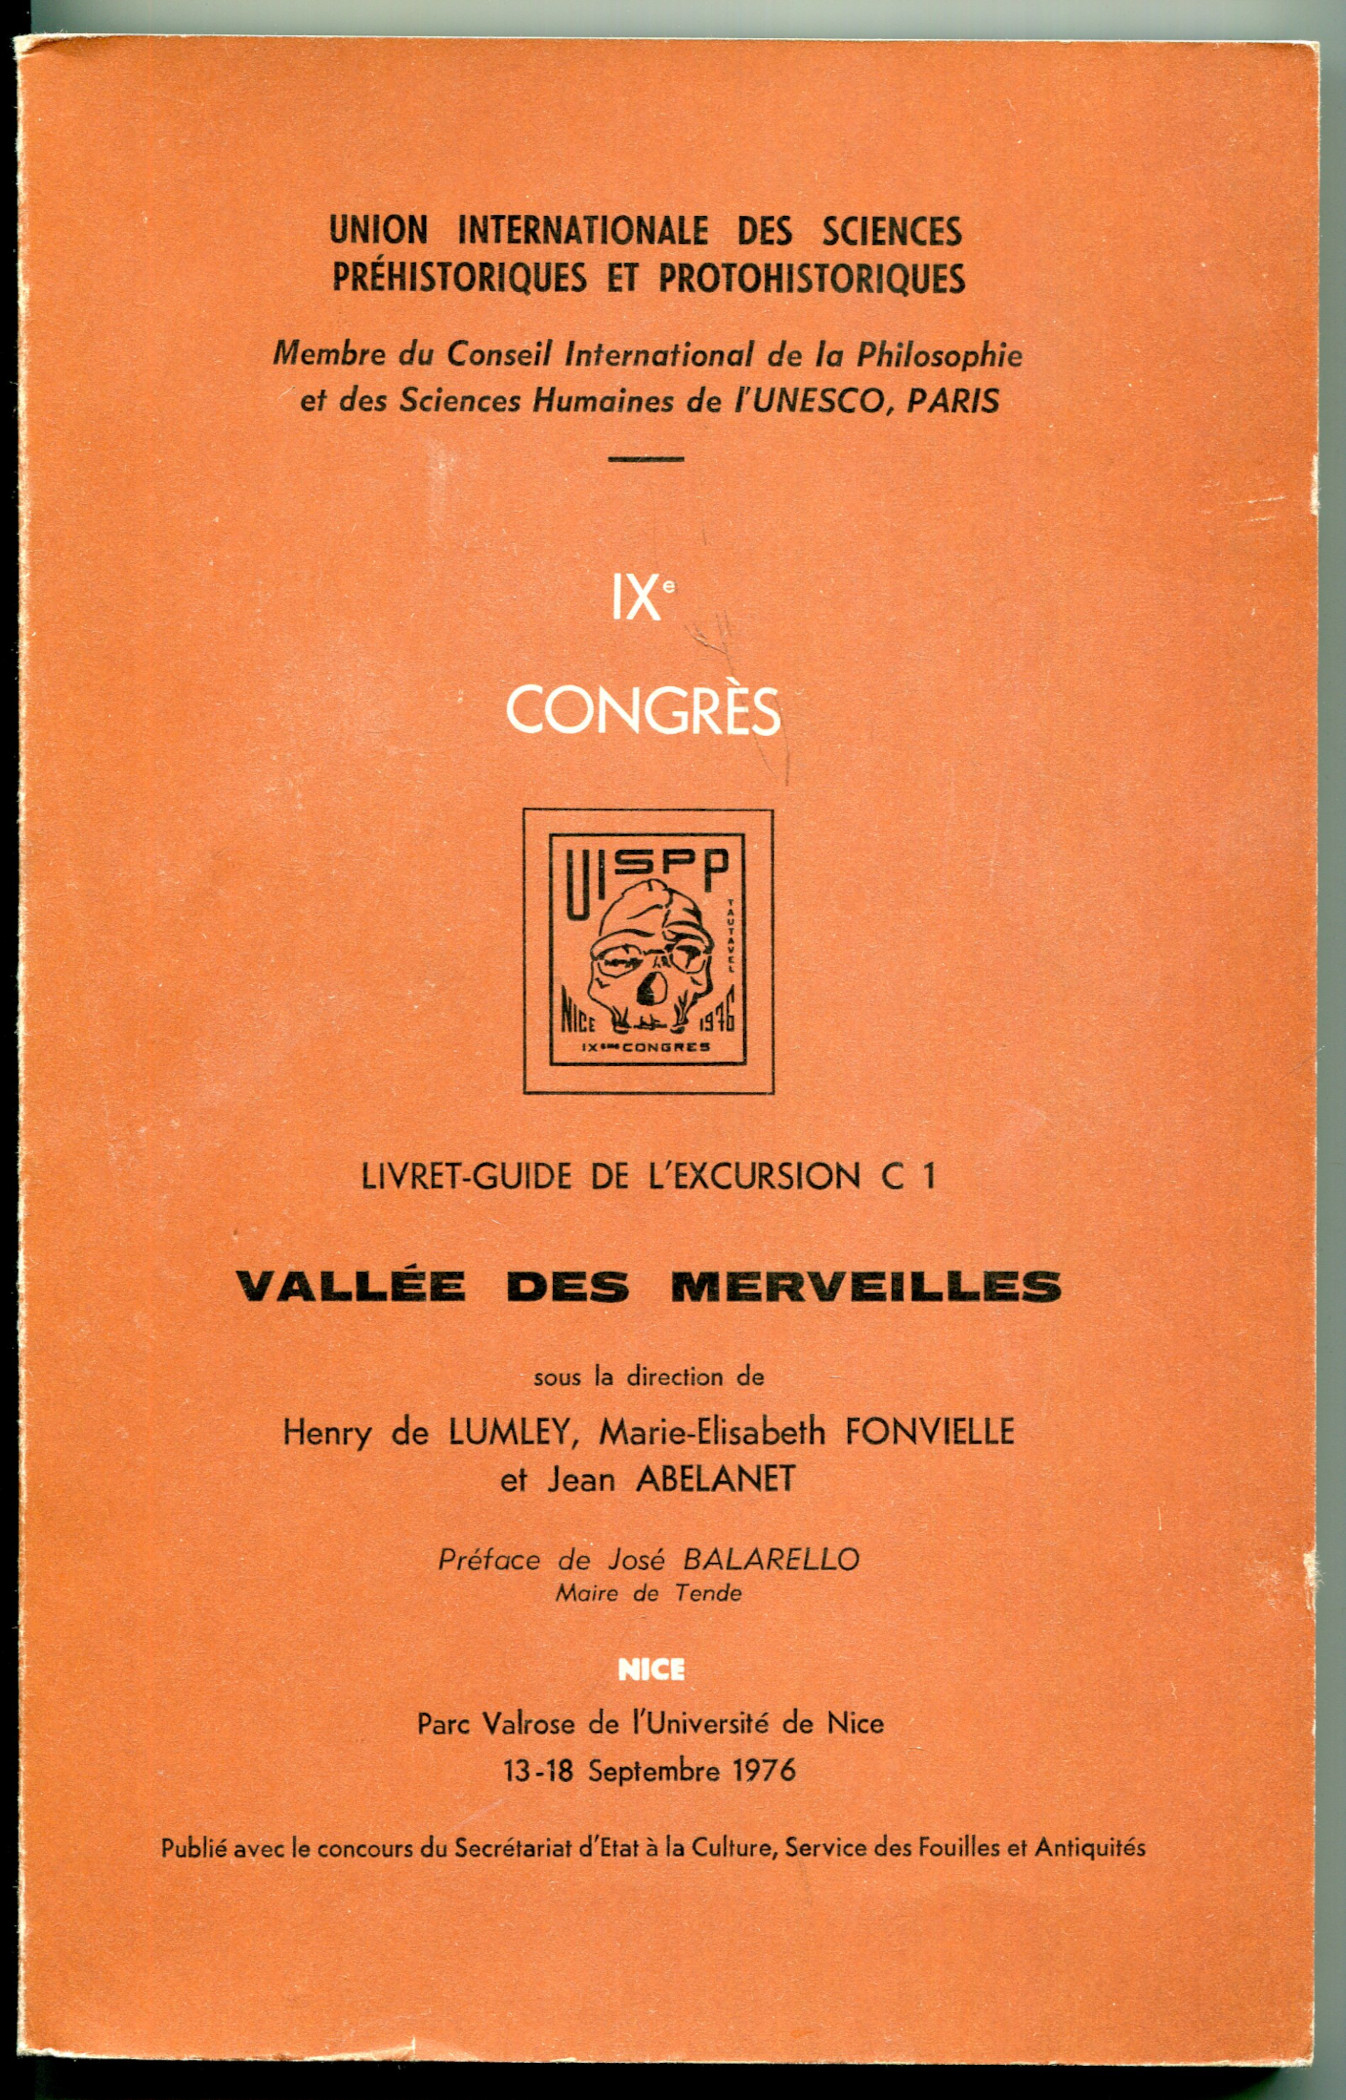 UNION INTERNATIONALE DES SCIENCES
PRÉHISTORIQUES ET PROTOHISTORIQUES
Membre du Conseil International de la Philosophie
et des Sciences Humaines de l'UNESCO, PARIS
IXe
CONGRÈS
UISPP
TAUTAVEL
NICE 1976
IXème CONGRES
LIVRET-GUIDE DE L'EXCURSION C 1
VALLÉE DES MERVEILLES
sous la direction de
Henry de LUMLEY, Marie-Elisabeth FONVIELLE
et Jean ABELANET
Préface de José BALARELLO
Maire de Tende
NICE
Parc Valrose de l'Université de Nice
13-18 Septembre 1976
Publié avec le concours du Secrétariat d'Etat à la Culture, Service des Fouilles et Antiquités